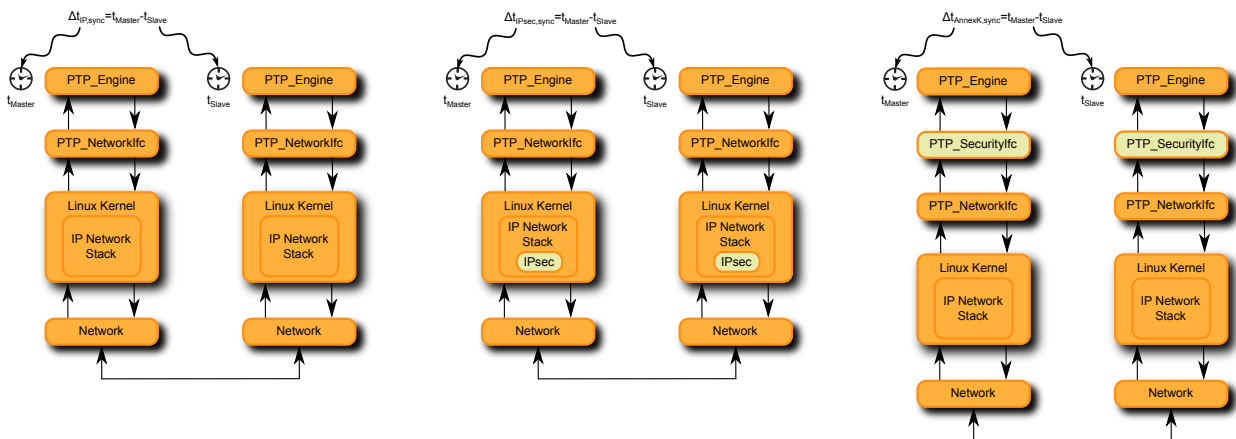 Δt_IP,sync=t_Master-t_Slave
t_Master
t_Slave
PTP_Engine
PTP_Engine
PTP_NetworkIfc
PTP_NetworkIfc
Linux Kernel
IP Network
Stack
Linux Kernel
IP Network
Stack
Network
Network
Δt_IPsec,sync=t_Master-t_Slave
t_Master
t_Slave
PTP_Engine
PTP_Engine
PTP_NetworkIfc
PTP_NetworkIfc
Linux Kernel
IP Network
Stack
IPsec
Linux Kernel
IP Network
Stack
IPsec
Network
Network
Δt_AnnexK,sync=t_Master-t_Slave
t_Master
t_Slave
PTP_Engine
PTP_Engine
PTP_SecurityIfc
PTP_SecurityIfc
PTP_NetworkIfc
PTP_NetworkIfc
Linux Kernel
IP Network
Stack
Linux Kernel
IP Network
Stack
Network
Network